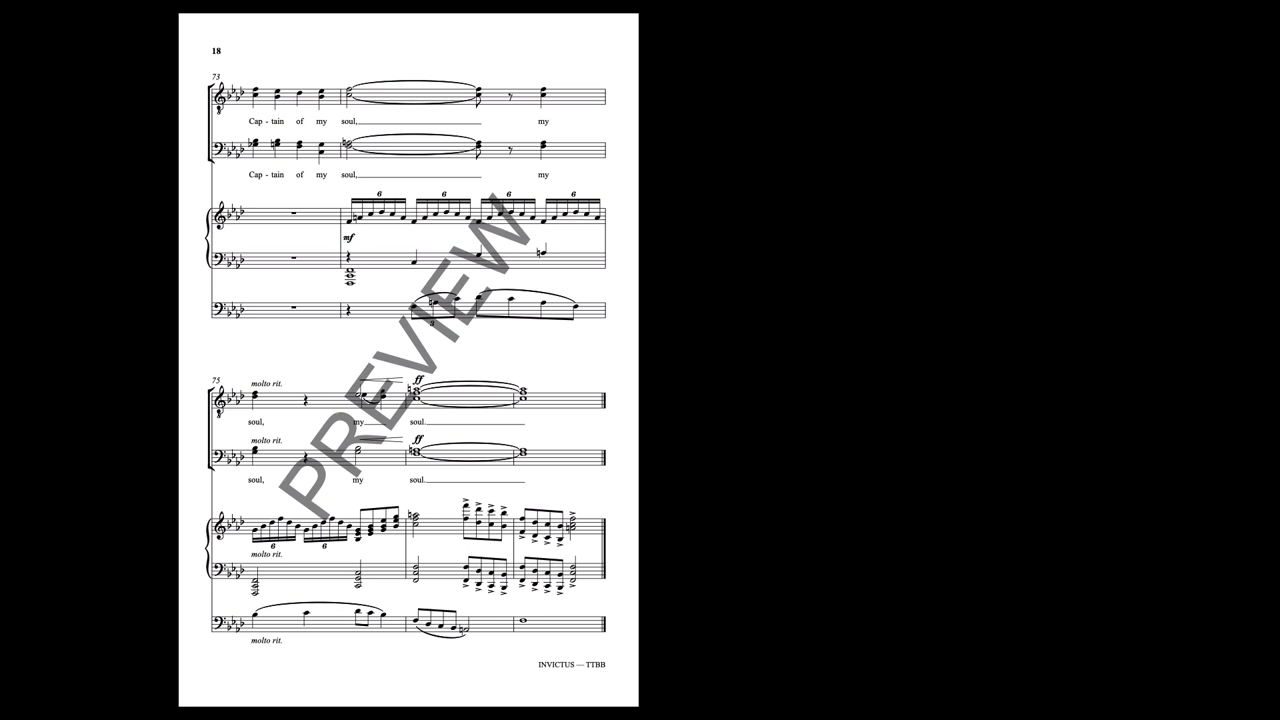 18
73
Cap - tain of my soul, my
Cap - tain of my soul, my
6 6 6 6
mf
3
75
molto rit.
ff
soul, my soul.
molto rit.
ff
soul, my soul.
6 6
molto rit.
molto rit.
INVICTUS — TTBB
PREVIEW